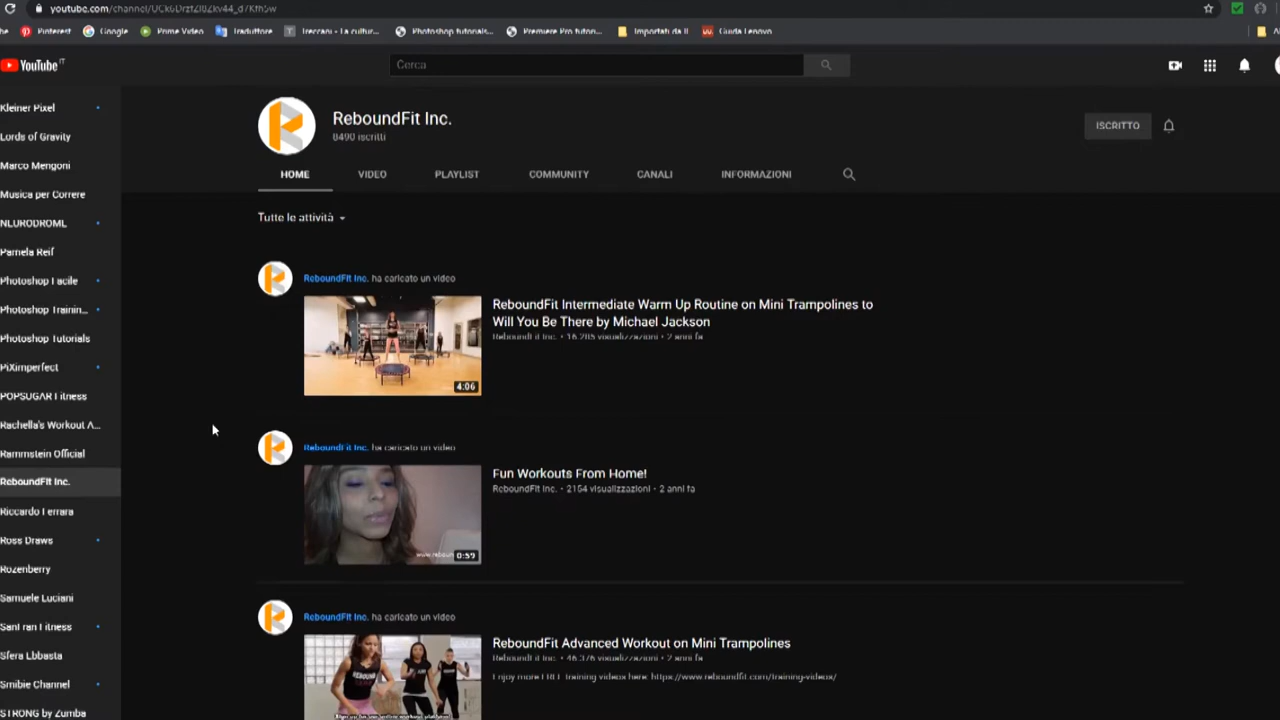 youtube.com/channel/
Pinterest Google Prime Video Traduttore Treccani - La cultur... Photoshop tutorials... Premiere Pro tutori... Importati da Guida Lenovo
YouTube IT
Cerca
ReboundFit Inc.
8490 iscritti
ISCRITTO
HOME VIDEO PLAYLIST COMMUNITY CANALI INFORMAZIONI
Tutte le attività
Kleiner Pixel
Lords of Gravity
Marco Mengoni
Musica per Correre
Pamela Reif
Photoshop Facile
Photoshop Trainin...
Photoshop Tutorials
PiXimperfect
POPSUGAR Fitness
Rachella's Workout A...
Rammstein Official
ReboundFit Inc.
Riccardo Ferrara
Ross Draws
Rozenberry
Samuele Luciani
Sfera Ebbasta
Smibie Channel
STRONG by Zumba
ReboundFit Inc. ha caricato un video
4:06
ReboundFit Intermediate Warm Up Routine on Mini Trampolines to
Will You Be There by Michael Jackson
ReboundFit Inc. • 16.285 visualizzazioni • 2 anni fa
ReboundFit Inc. ha caricato un video
0:59
Fun Workouts From Home!
ReboundFit Inc. • 2154 visualizzazioni • 2 anni fa
ReboundFit Inc. ha caricato un video
ReboundFit Advanced Workout on Mini Trampolines
ReboundFit Inc. • 46.376 visualizzazioni • 2 anni fa
Enjoy more FREE Training videos here: https://www.reboundfit.com/training-videos/